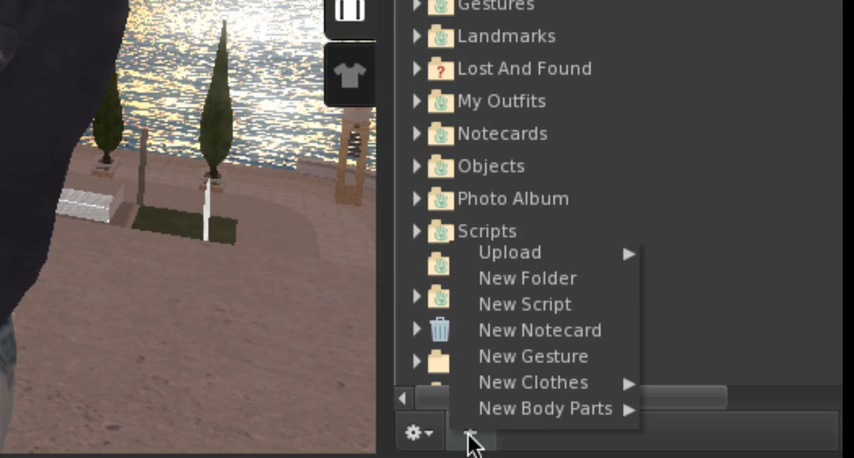 Gestures
Landmarks
? Lost And Found
My Outfits
Notecards
Objects
Photo Album
Scripts
Upload
New Folder
New Script
New Notecard
New Gesture
New Clothes
New Body Parts